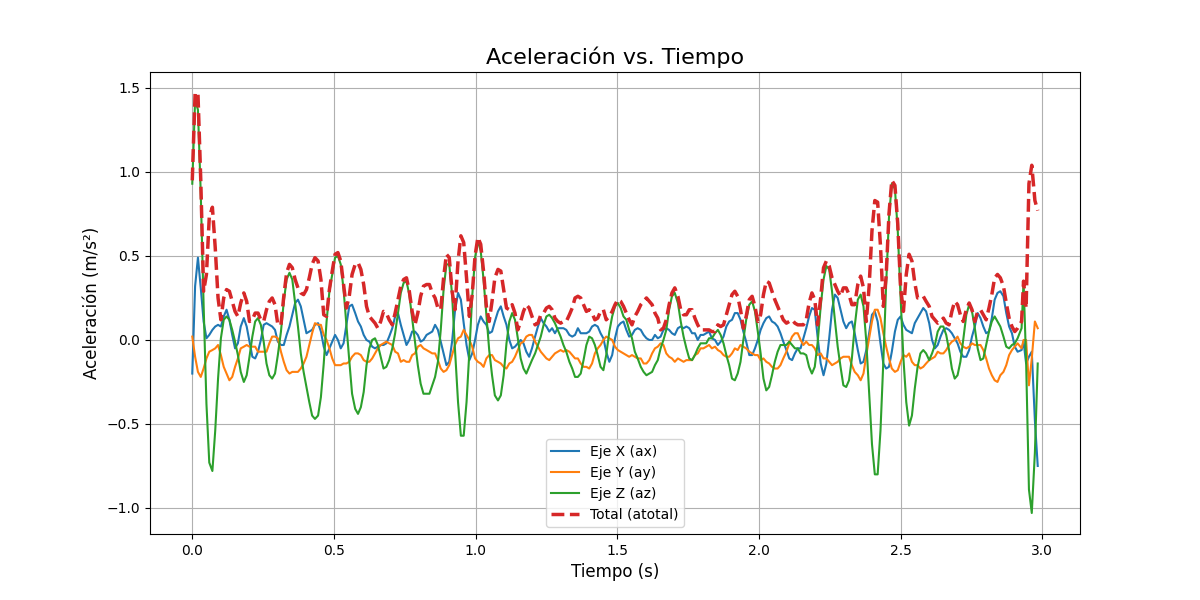 Aceleración vs. Tiempo
Aceleración (m/s²)
1.5
1.0
0.5
0.0
−0.5
−1.0
Eje X (ax)
Eje Y (ay)
Eje Z (az)
Total (atotal)
0.0 0.5 1.0 1.5 2.0 2.5 3.0
Tiempo (s)